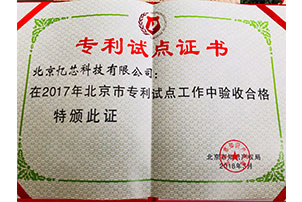 专利试点证书
北京忆芯科技有限公司：
在2017年北京市专利试点工作中验收合格
特颁此证
北京市知识产权局
2018年5月